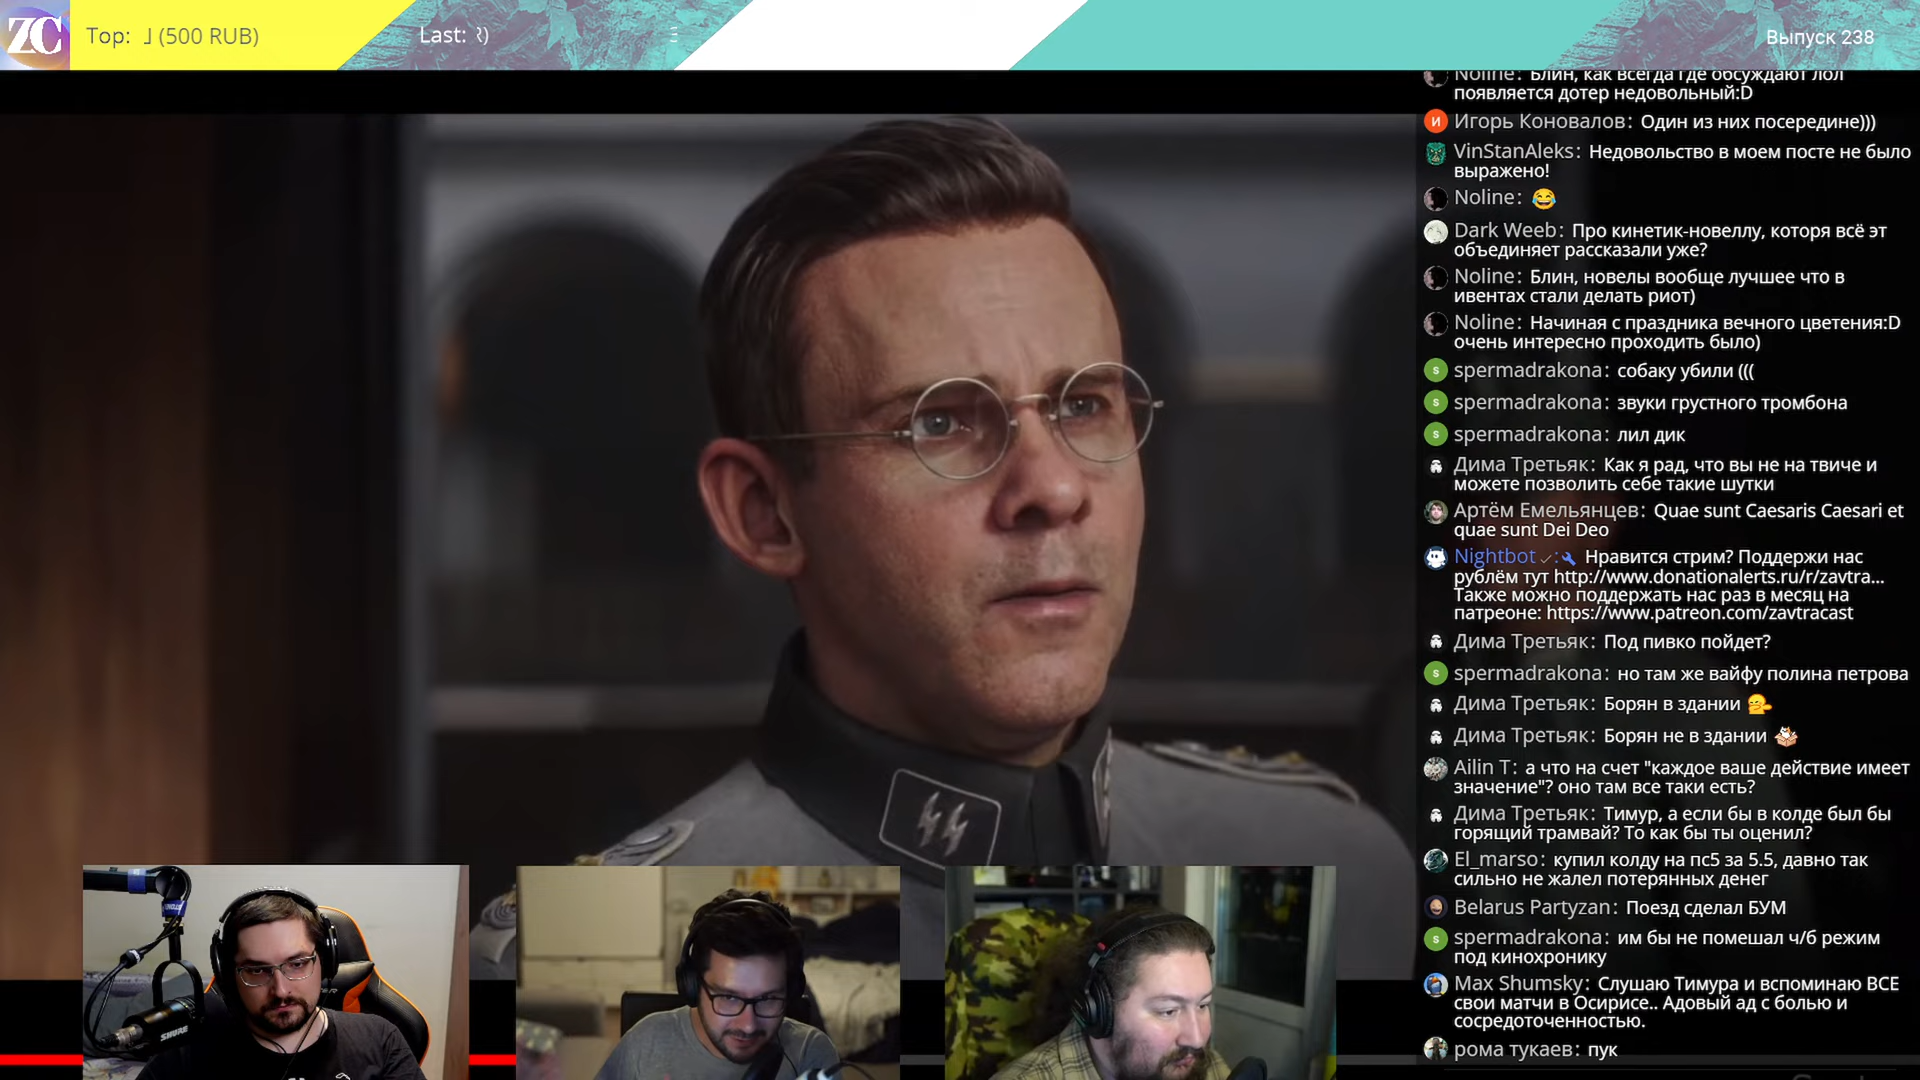 ZC
Top: (500 RUB)
Last:
Выпуск 238
Noline: Блин, как всегда где обсуждают лол
появляется дотер недовольный:D
И Игорь Коновалов: Один из них посередине)))
VinStanAleks: Недовольство в моем посте не было
выражено!
Noline: 😂
Dark Weeb: Про кинетик-новеллу, которя всё эт
объединяет рассказали уже?
Noline: Блин, новелы вообще лучшее что в
ивентах стали делать риот)
Noline: Начиная с праздника вечного цветения:D
очень интересно проходить было)
s spermadrakona: собаку убили (((
s spermadrakona: звуки грустного тромбона
s spermadrakona: лил дик
Дима Третьяк: Как я рад, что вы не на твиче и
можете позволить себе такие шутки
Артём Емельянцев: Quae sunt Caesaris Caesari et
quae sunt Dei Deo
Nightbot: Нравится стрим? Поддержи нас
рублём тут http://www.donationalerts.ru/r/zavtra...
Также можно поддержать нас раз в месяц на
патреоне: https://www.patreon.com/zavtracast
Дима Третьяк: Под пивко пойдет?
s spermadrakona: но там же вайфу полина петрова
Дима Третьяк: Борян в здании
Дима Третьяк: Борян не в здании
Ailin T: а что на счет "каждое ваше действие имеет
значение"? оно там все таки есть?
Дима Третьяк: Тимур, а если бы в колде был бы
горящий трамвай? То как бы ты оценил?
El_marso: купил колду на пс5 за 5.5, давно так
сильно не жалел потерянных денег
Belarus Partyzan: Поезд сделал БУМ
s spermadrakona: им бы не помешал ч/б режим
под кинохронику
Max Shumsky: Слушаю Тимура и вспоминаю ВСЕ
свои матчи в Осирисе.. Адовый ад с болью и
сосредоточенностью.
рома тукаев: пук
SHURE